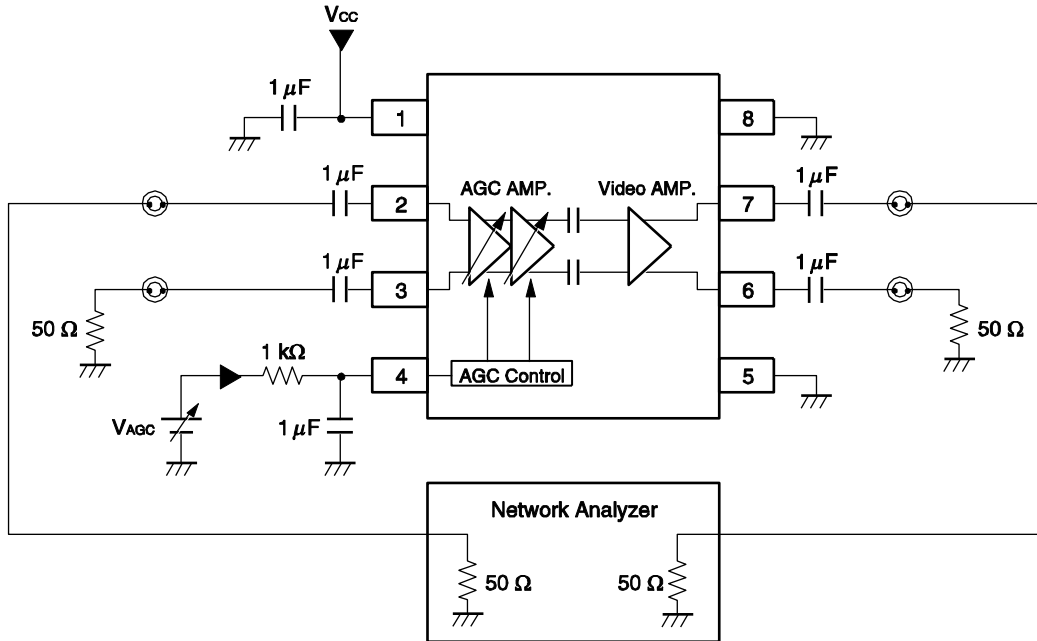 VCC
1 μF
1
8
1 μF
AGC AMP.
Video AMP.
1 μF
2
7
1 μF
1 μF
3
6
50 Ω
50 Ω
1 kΩ
4
AGC Control
5
VAGC
1 μF
Network Analyzer
50 Ω
50 Ω